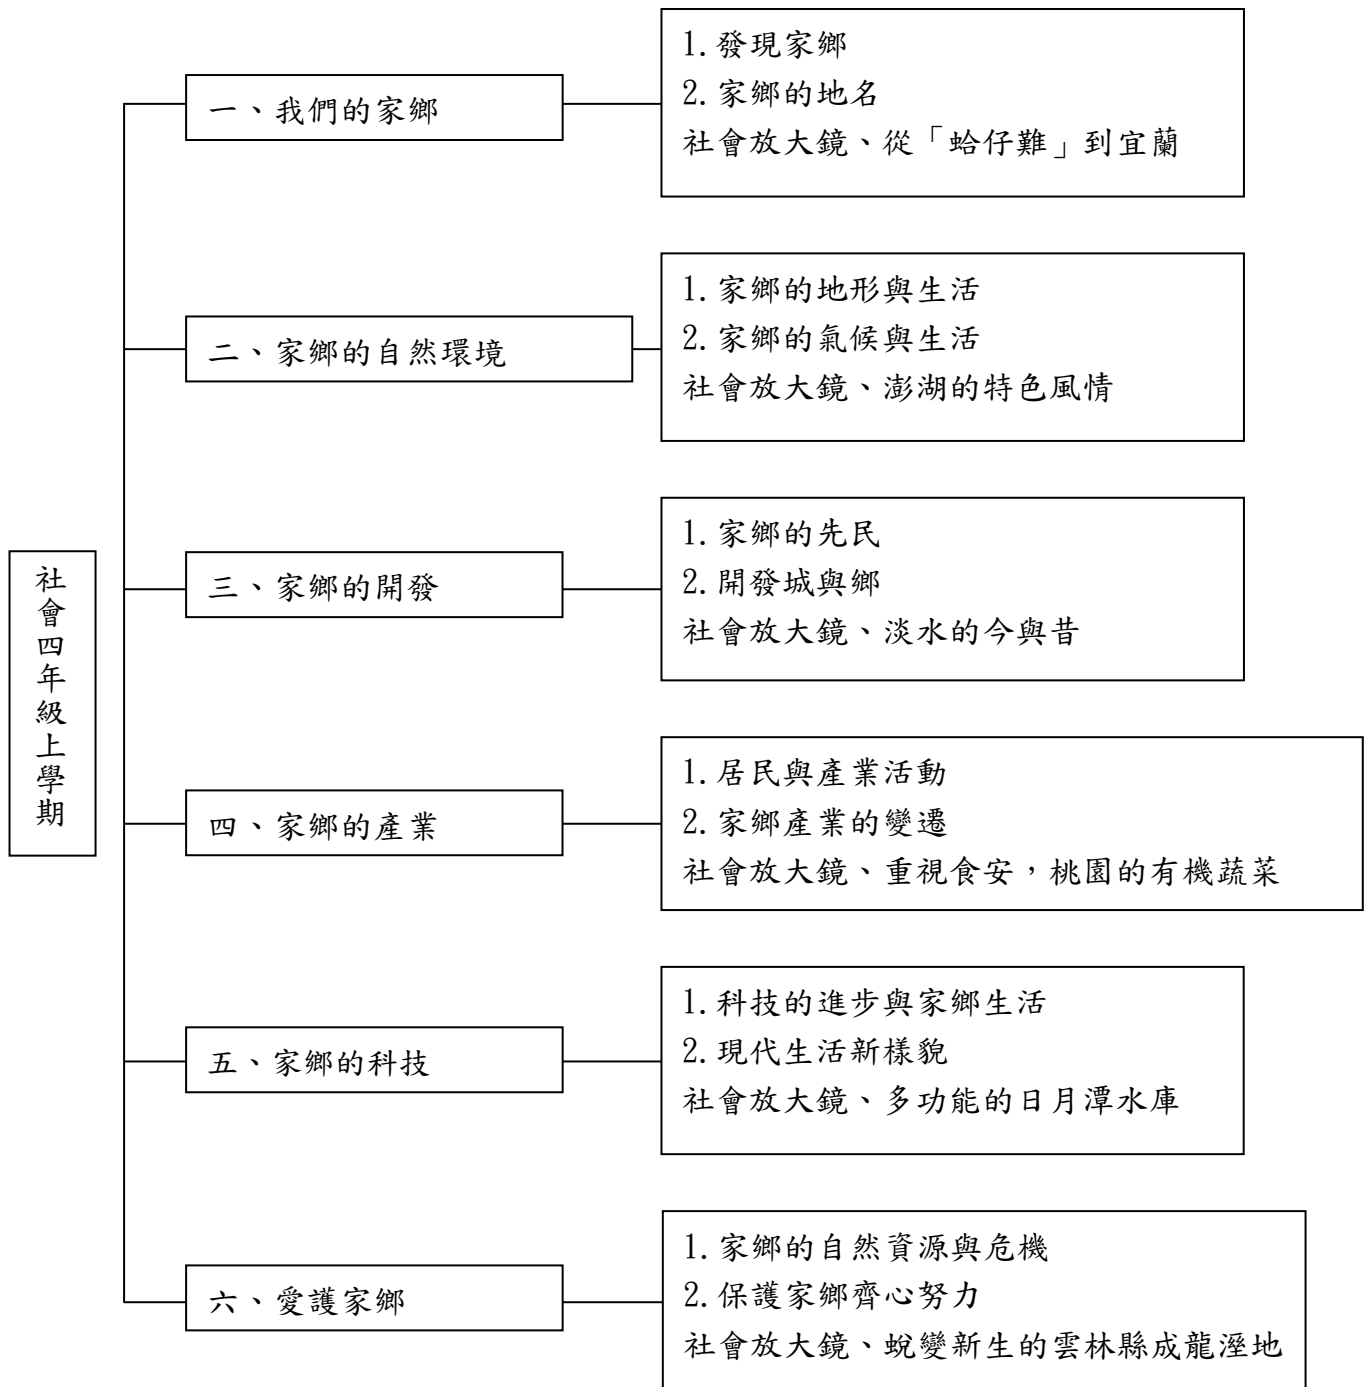 社會四年級上學期
一、我們的家鄉
1.發現家鄉
2.家鄉的地名
社會放大鏡、從「蛤仔難」到宜蘭
二、家鄉的自然環境
1.家鄉的地形與生活
2.家鄉的氣候與生活
社會放大鏡、澎湖的特色風情
三、家鄉的開發
1.家鄉的先民
2.開發城與鄉
社會放大鏡、淡水的今與昔
四、家鄉的產業
1.居民與產業活動
2.家鄉產業的變遷
社會放大鏡、重視食安，桃園的有機蔬菜
五、家鄉的科技
1.科技的進步與家鄉生活
2.現代生活新樣貌
社會放大鏡、多功能的日月潭水庫
六、愛護家鄉
1.家鄉的自然資源與危機
2.保護家鄉齊心努力
社會放大鏡、蛻變新生的雲林縣成龍溼地